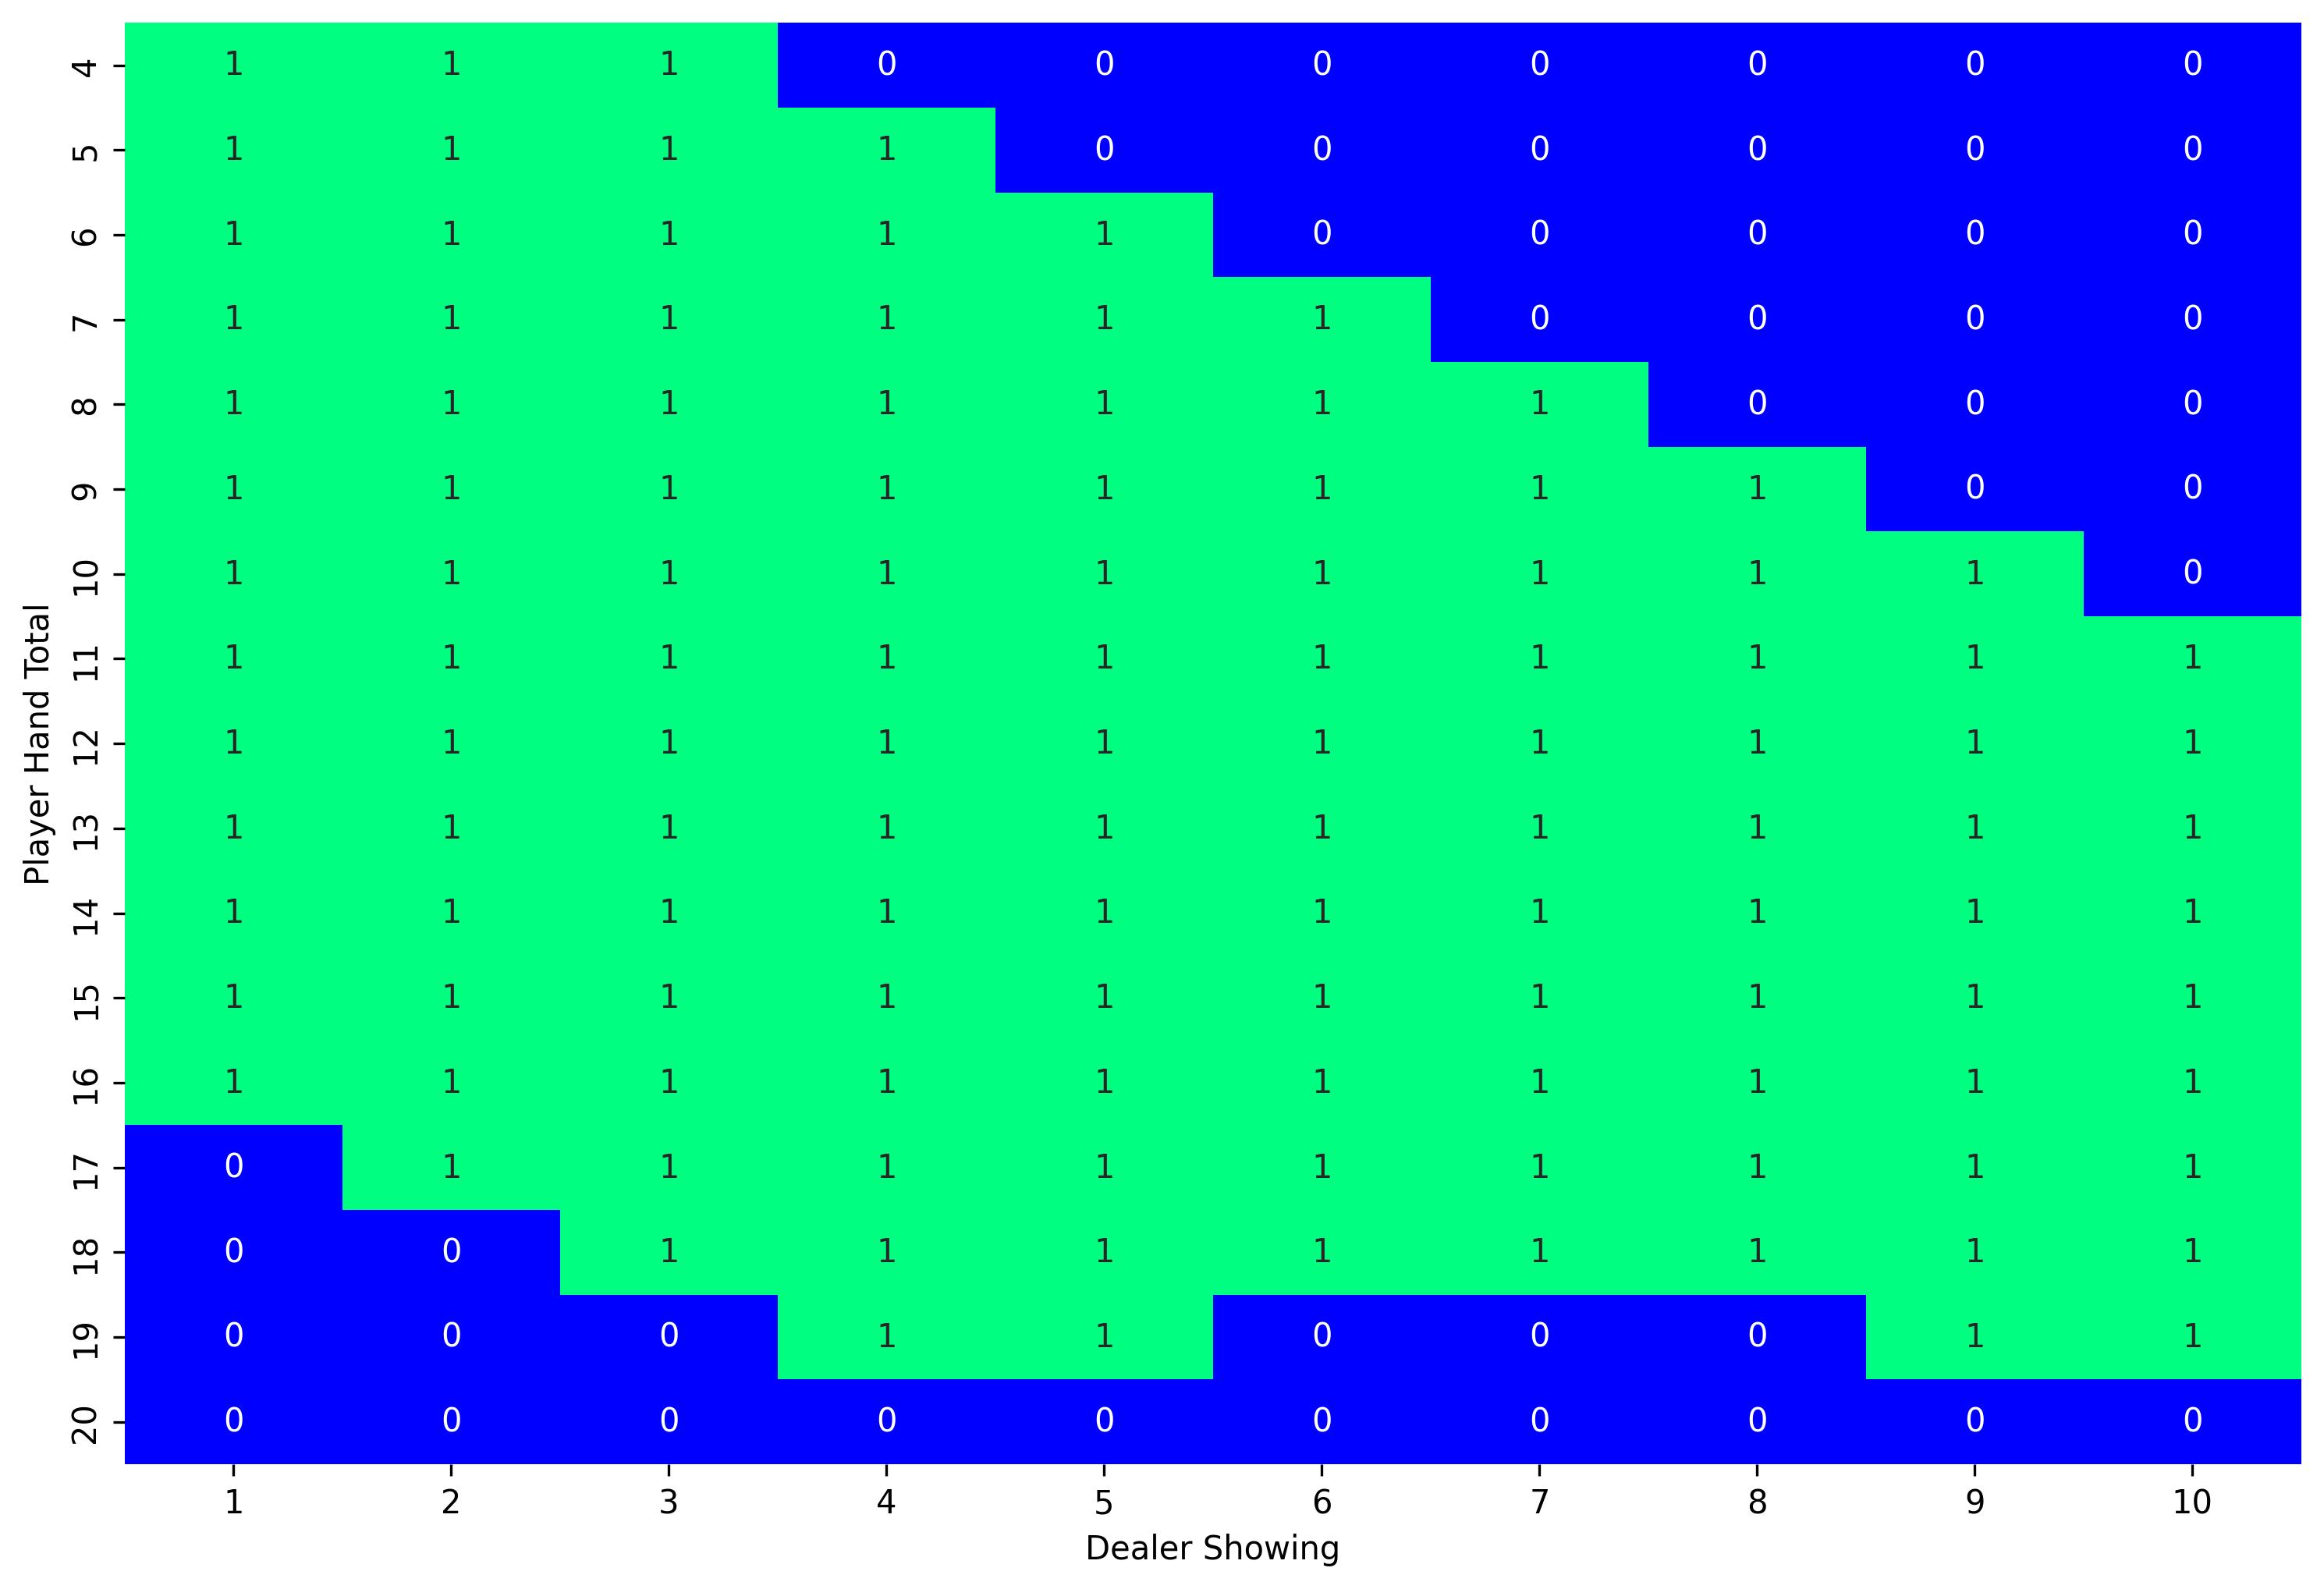 Player Hand Total
4 1 1 1 0 0 0 0 0 0 0
5 1 1 1 1 0 0 0 0 0 0
6 1 1 1 1 1 0 0 0 0 0
7 1 1 1 1 1 1 0 0 0 0
8 1 1 1 1 1 1 1 0 0 0
9 1 1 1 1 1 1 1 1 0 0
10 1 1 1 1 1 1 1 1 1 0
11 1 1 1 1 1 1 1 1 1 1
12 1 1 1 1 1 1 1 1 1 1
13 1 1 1 1 1 1 1 1 1 1
14 1 1 1 1 1 1 1 1 1 1
15 1 1 1 1 1 1 1 1 1 1
16 1 1 1 1 1 1 1 1 1 1
17 0 1 1 1 1 1 1 1 1 1
18 0 0 1 1 1 1 1 1 1 1
19 0 0 0 1 1 0 0 0 1 1
20 0 0 0 0 0 0 0 0 0 0
1 2 3 4 5 6 7 8 9 10
Dealer Showing